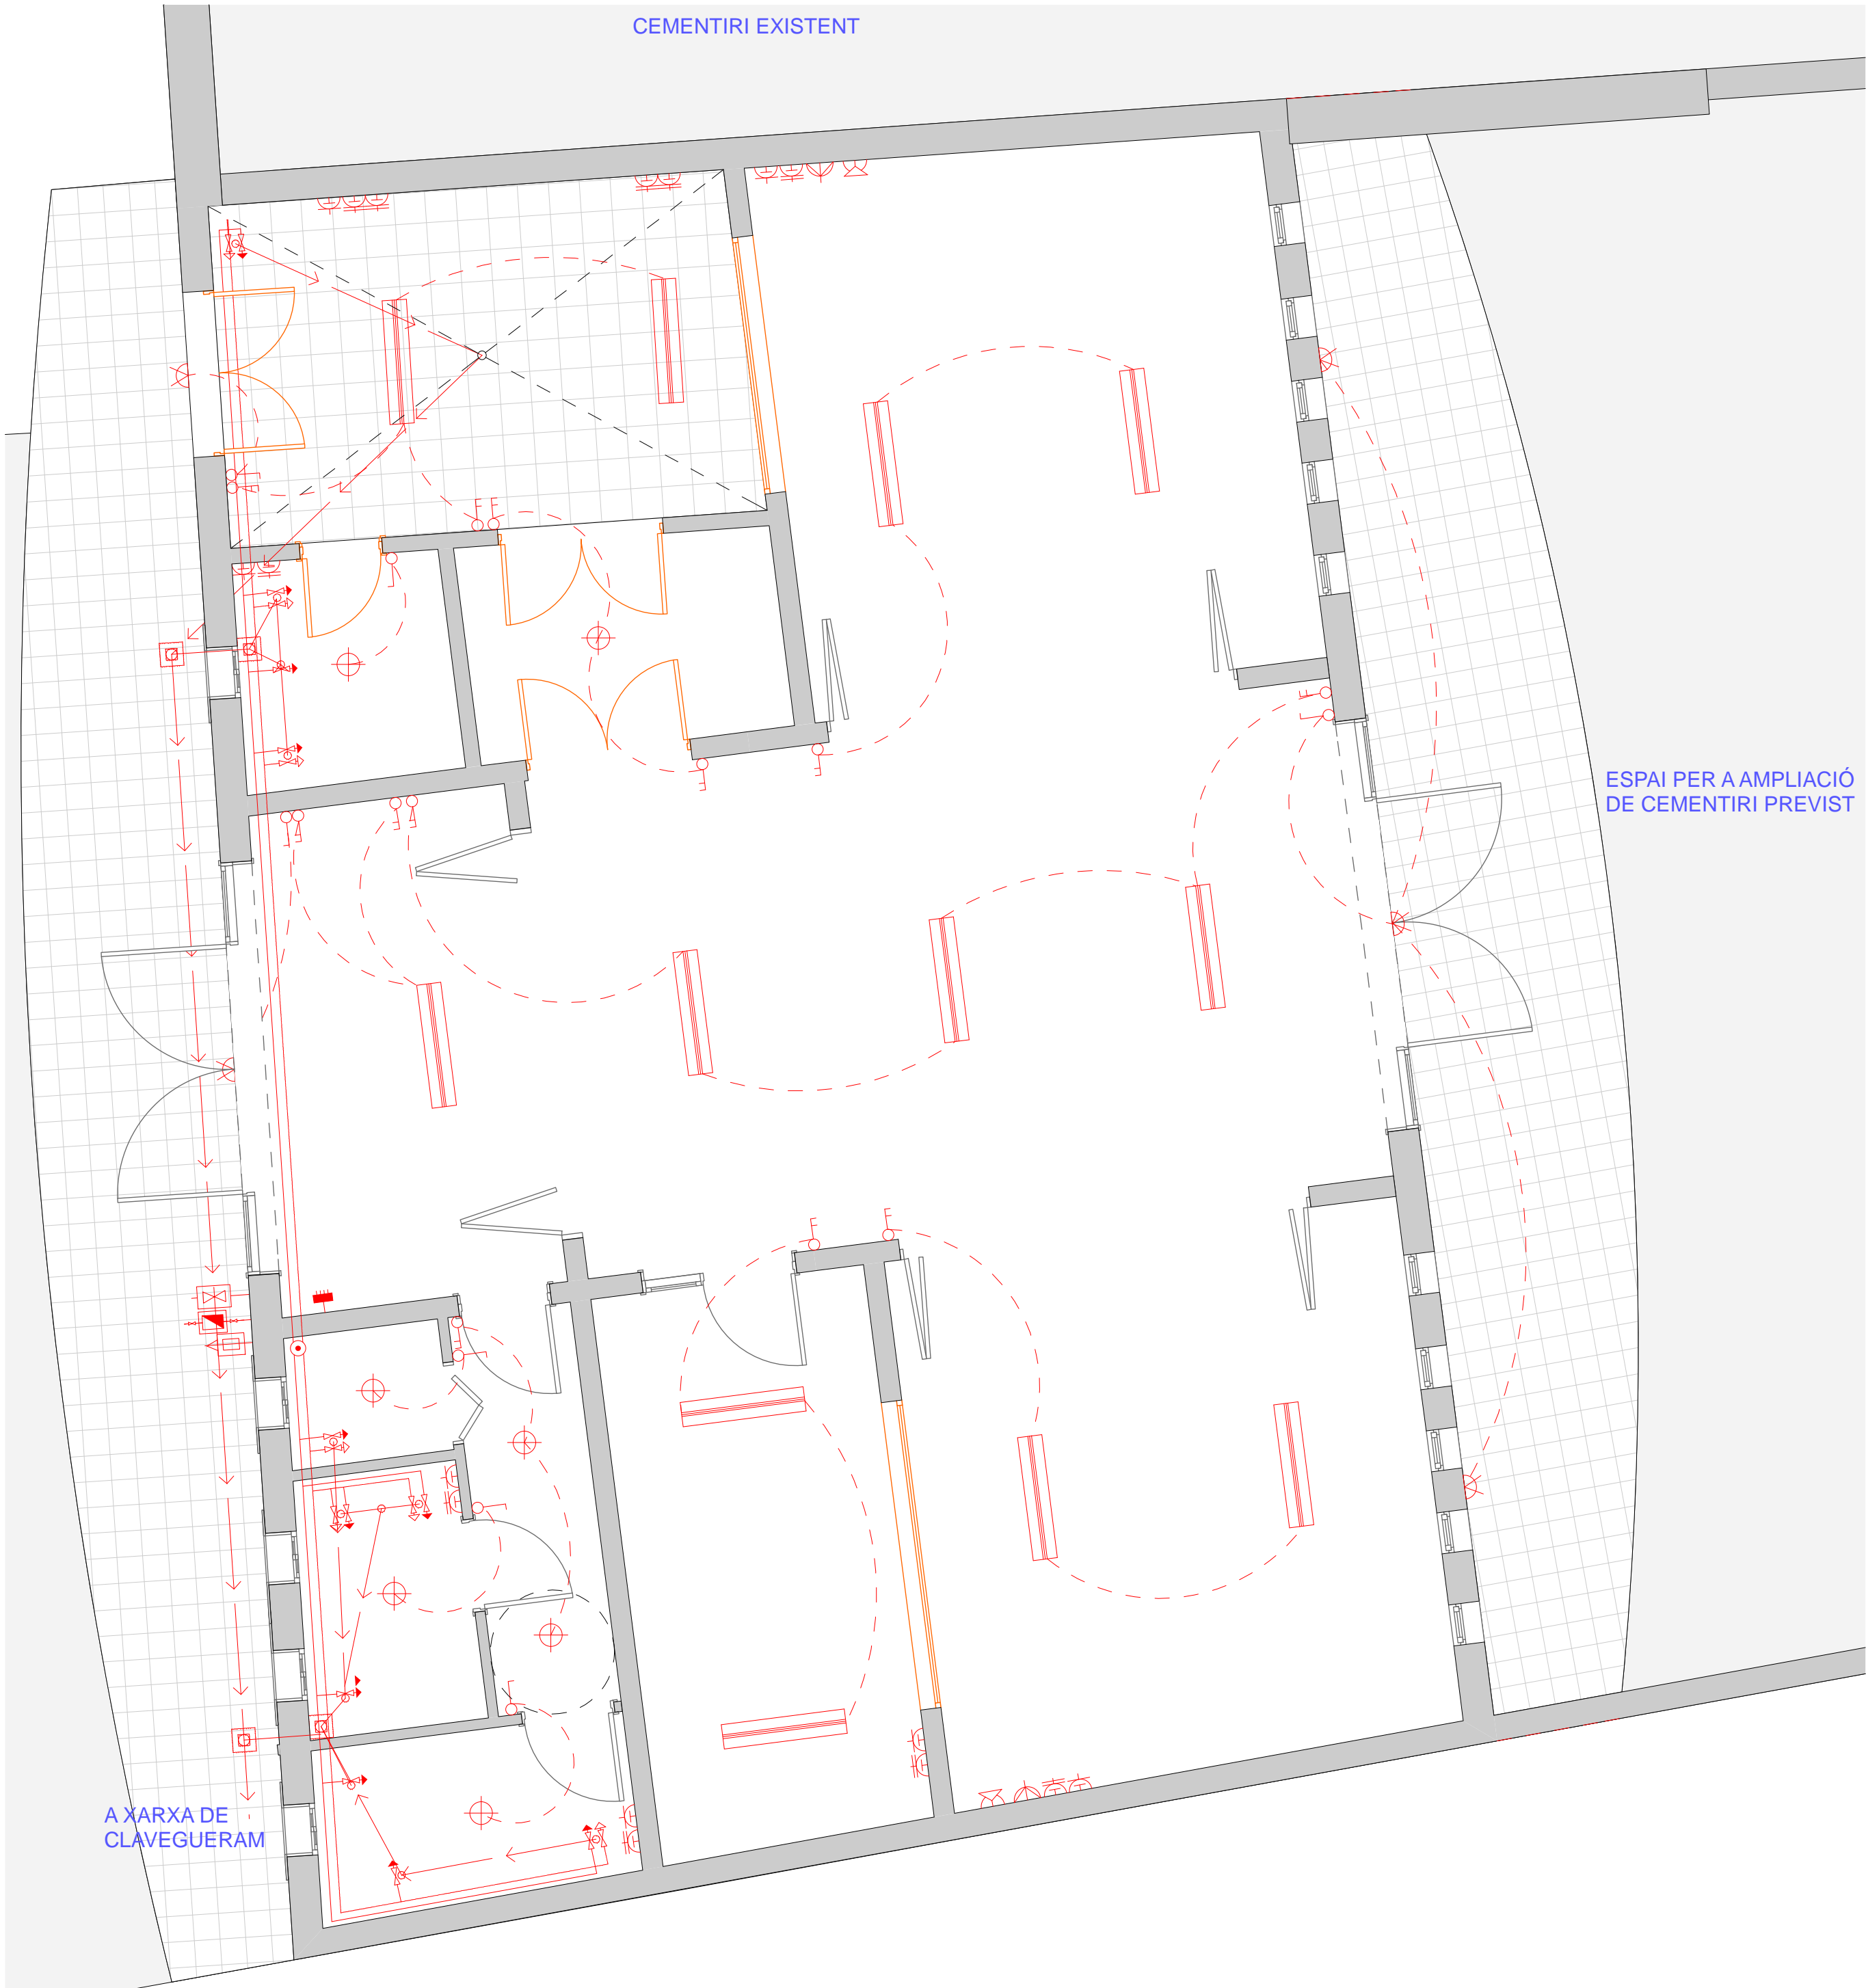 CEMENTIRI EXISTENT
ESPAI PER A AMPLIACIÓ
DE CEMENTIRI PREVIST
A XARXA DE
CLAVEGUERAM